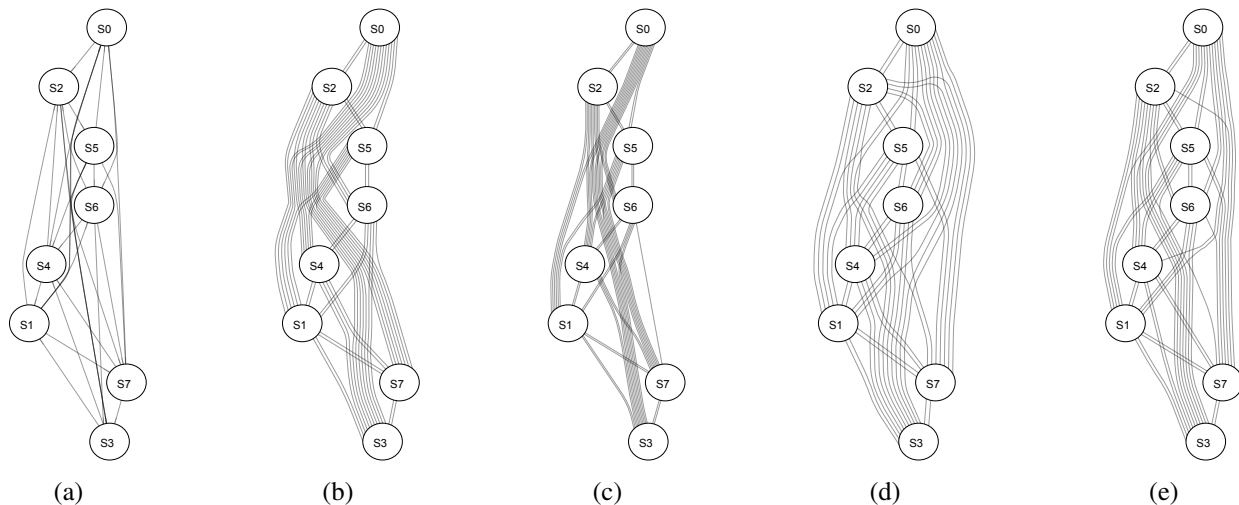 S0 S0 S0 S0 S0
S2 S2 S2 S2 S2
S5 S5 S5 S5 S5
S6 S6 S6 S6 S6
S4 S4 S4 S4 S4
S1 S1 S1 S1 S1
S7 S7 S7 S7 S7
S3 S3 S3 S3 S3
(a) (b) (c) (d) (e)